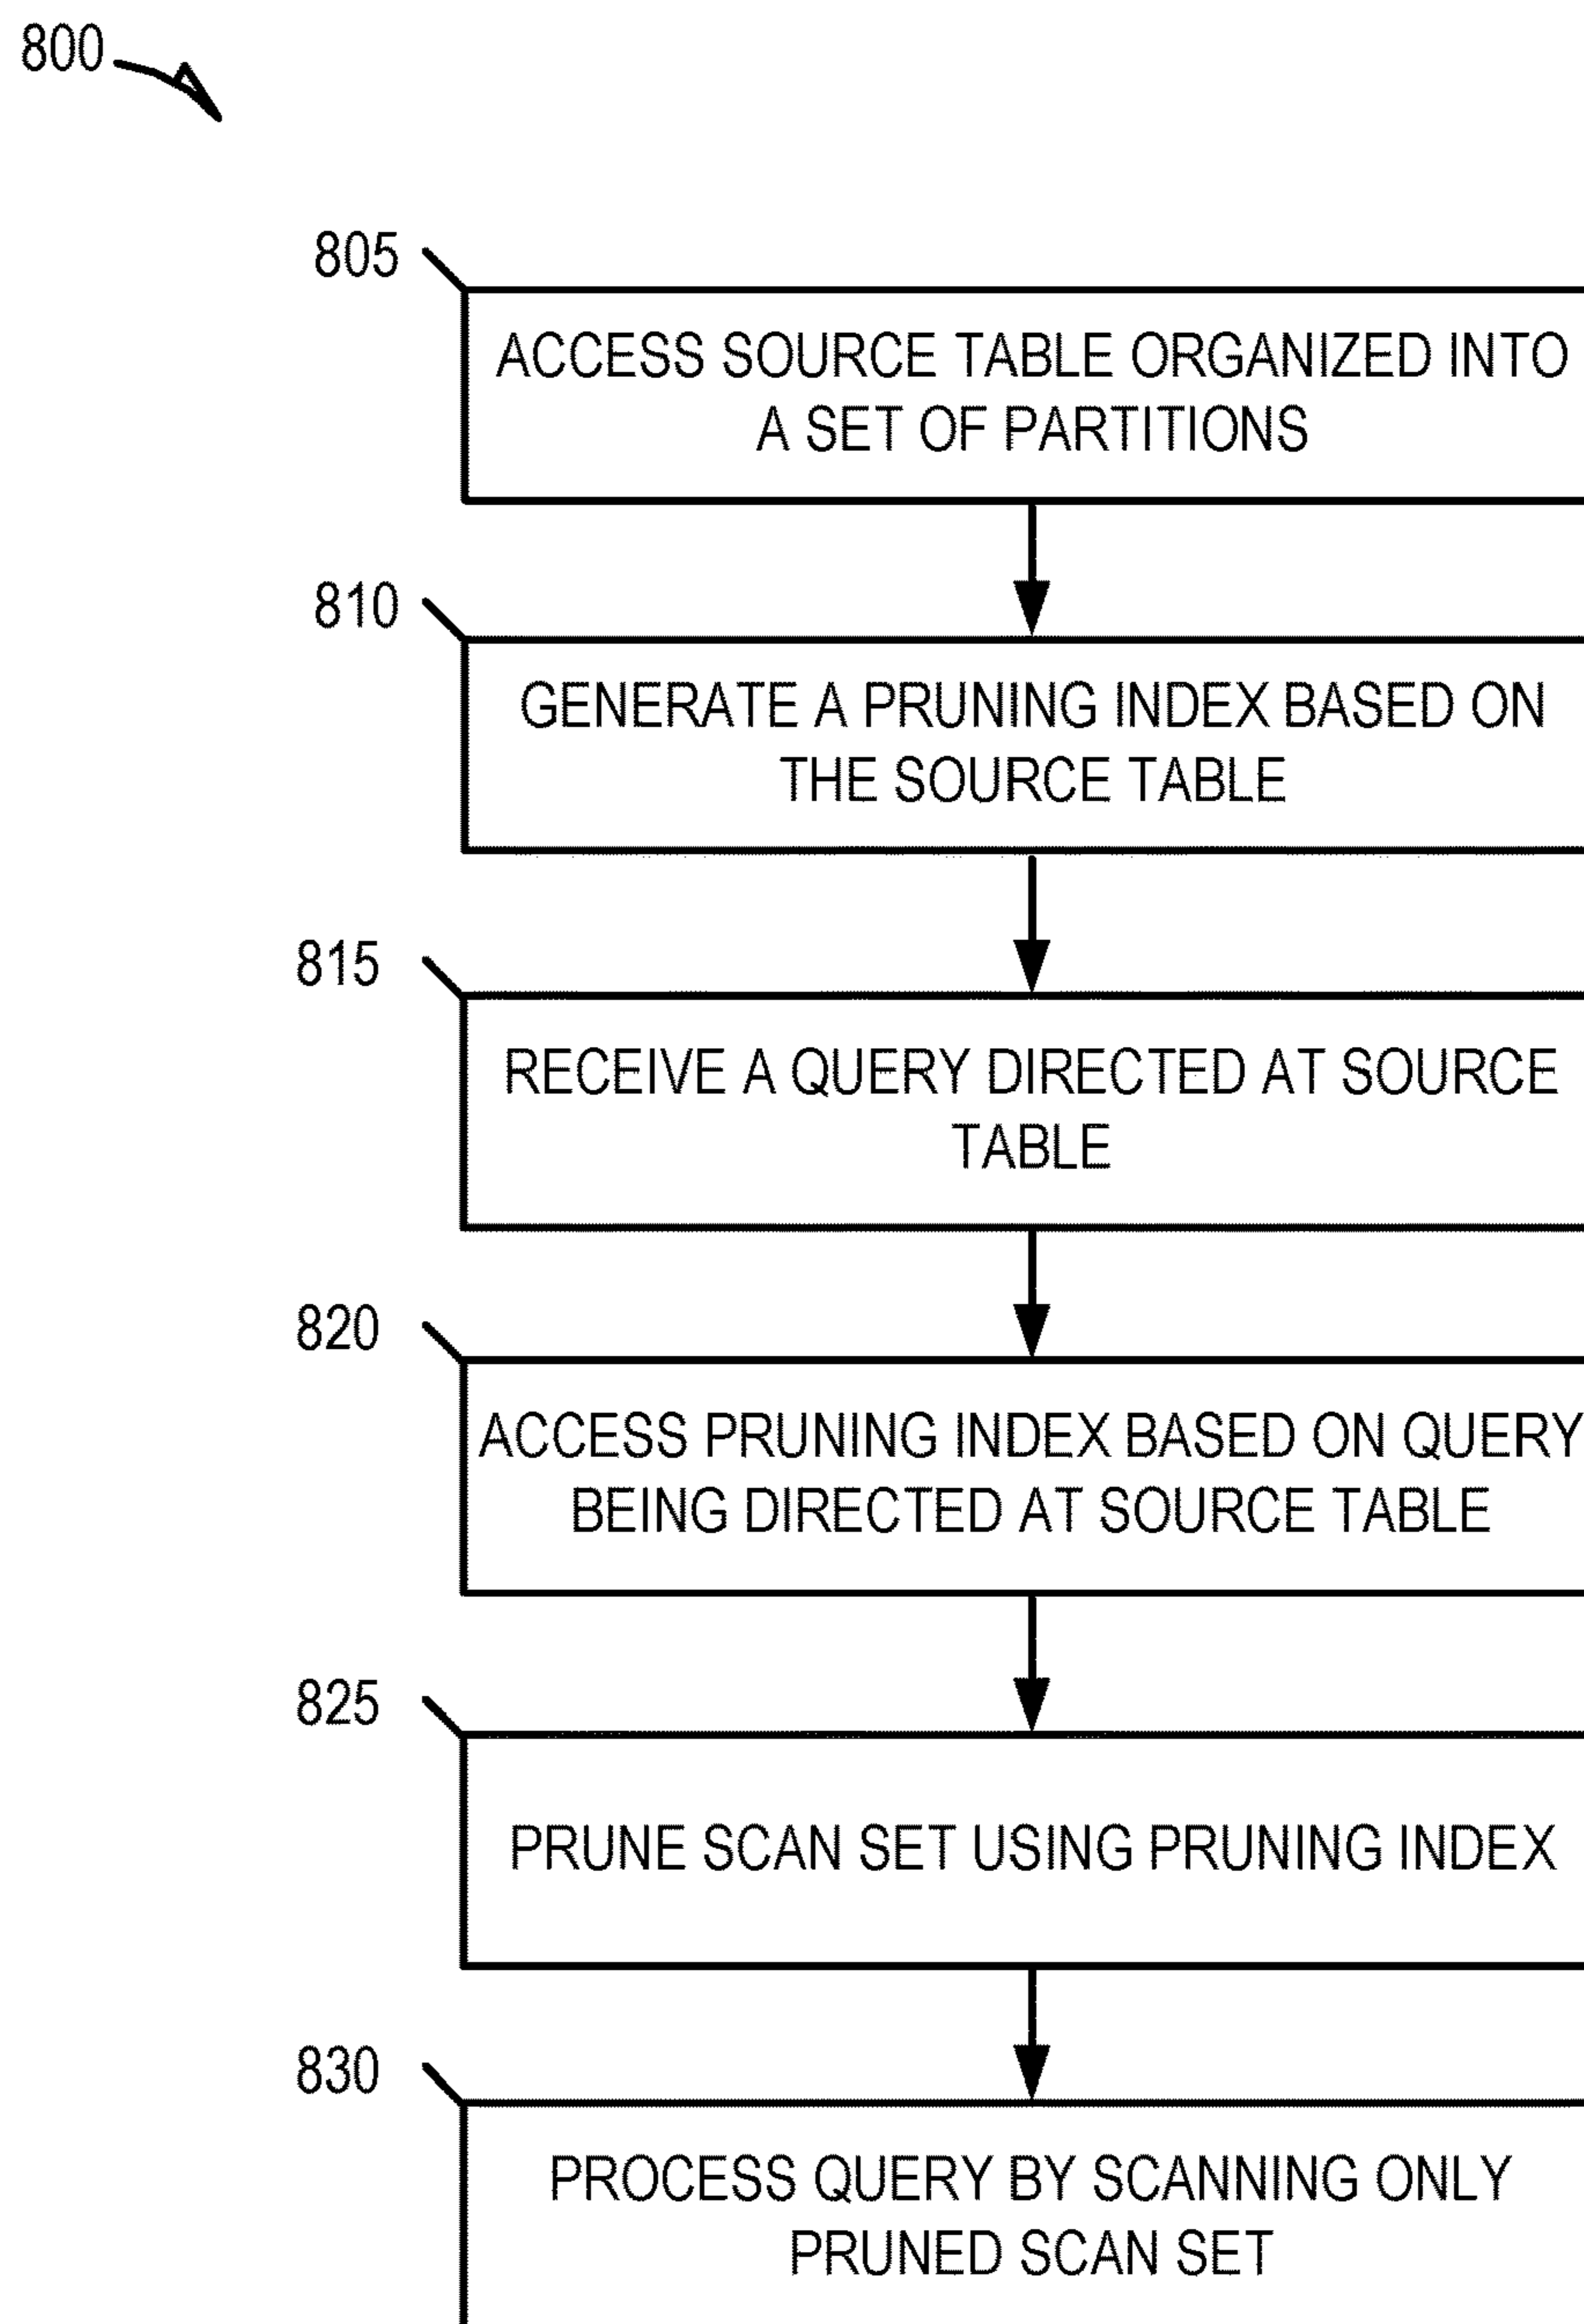 800
805
ACCESS SOURCE TABLE ORGANIZED INTO
A SET OF PARTITIONS
810
GENERATE A PRUNING INDEX BASED ON
THE SOURCE TABLE
815
RECEIVE A QUERY DIRECTED AT SOURCE
TABLE
820
ACCESS PRUNING INDEX BASED ON QUERY
BEING DIRECTED AT SOURCE TABLE
825
PRUNE SCAN SET USING PRUNING INDEX
830
PROCESS QUERY BY SCANNING ONLY
PRUNED SCAN SET